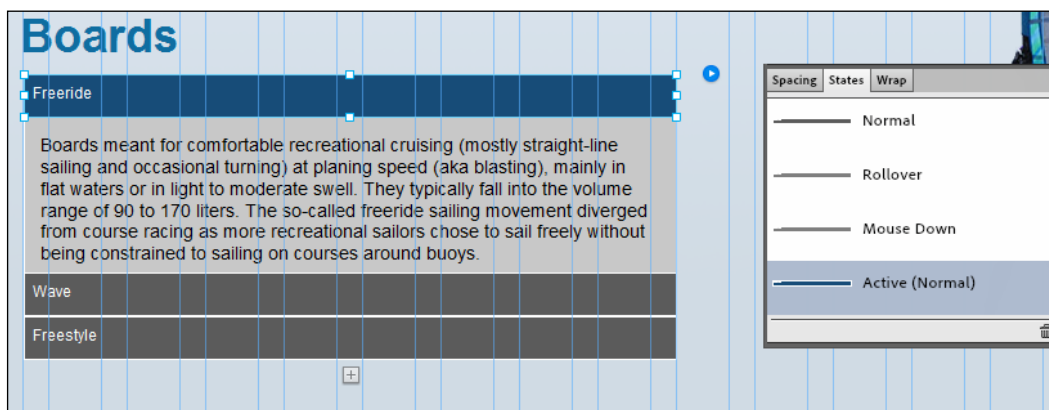 Boards
Freeride
Boards meant for comfortable recreational cruising (mostly straight-line
sailing and occasional turning) at planing speed (aka blasting), mainly in
flat waters or in light to moderate swell. They typically fall into the volume
range of 90 to 170 liters. The so-called freeride sailing movement diverged
from course racing as more recreational sailors chose to sail freely without
being constrained to sailing on courses around buoys.
Wave
Freestyle
Spacing States Wrap
Normal
Rollover
Mouse Down
Active (Normal)